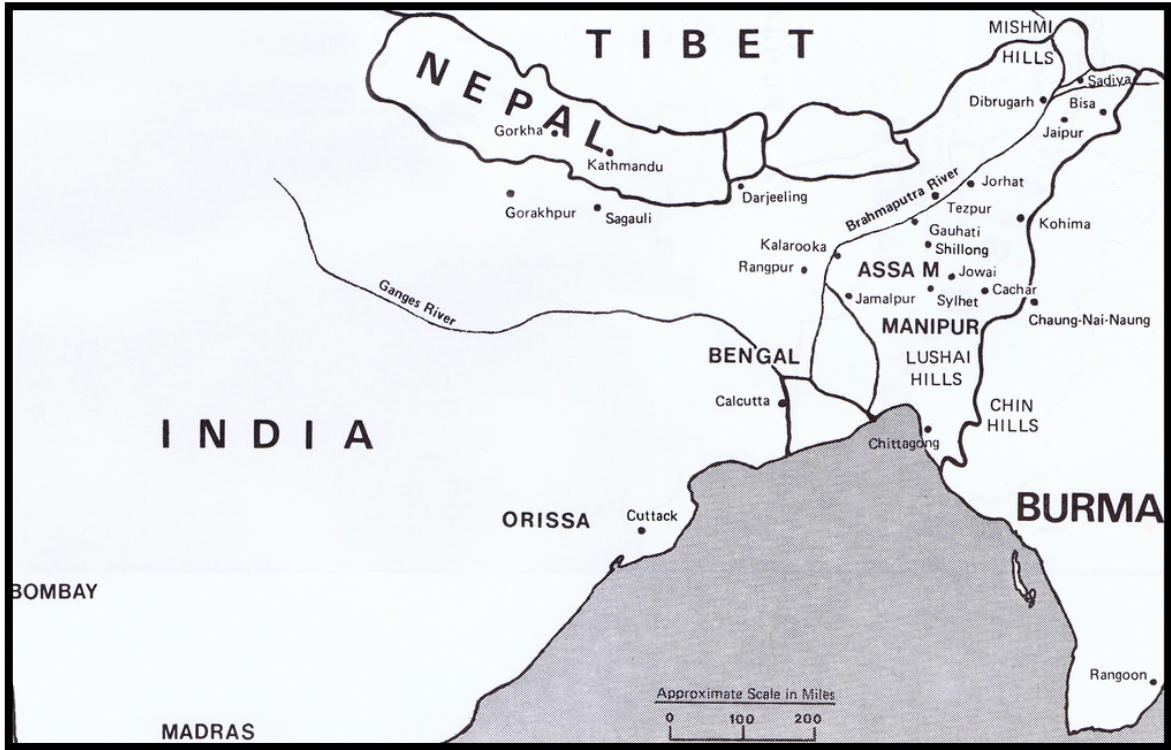 TIBET
MISHMI
HILLS
NEPAL
Sadiya
Dibrugarh
Bisa
Jaipur
Gorkha
Kathmandu
Gorakhpur
Sagauli
Darjeeling
Jorhat
Brahmaputra River
Tezpur
Kohima
Gauhati
Shillong
Kalarooka
Rangpur
ASSAM
Jowai
Cachar
Jamalpur
Sylhet
Chaung-Nai-Naung
Ganges River
MANIPUR
BENGAL
LUSHAI
HILLS
Calcutta
CHIN
HILLS
INDIA
Chittagong
BURMA
ORISSA
Cuttack
BOMBAY
Rangoon
Approximate Scale in Miles
0 100 200
MADRAS